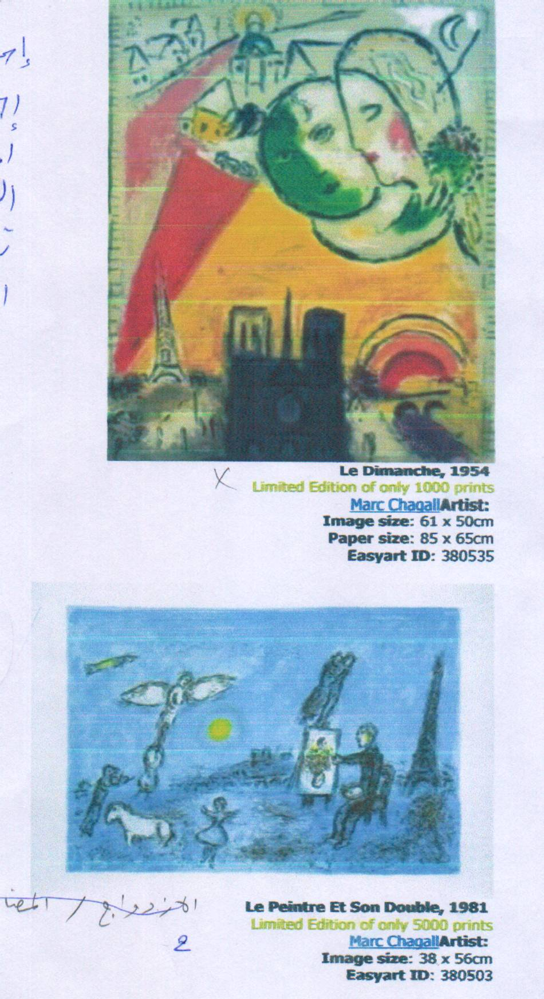 Le Dimanche, 1954
X
Limited Edition of only 1000 prints
Marc ChagallArtist:
Image size: 61 x 50cm
Paper size: 85 x 65cm
Easyart ID: 380535
الازدواج /
2
Le Peintre Et Son Double, 1981
Limited Edition of only 5000 prints
Marc ChagallArtist:
Image size: 38 x 56cm
Easyart ID: 380503